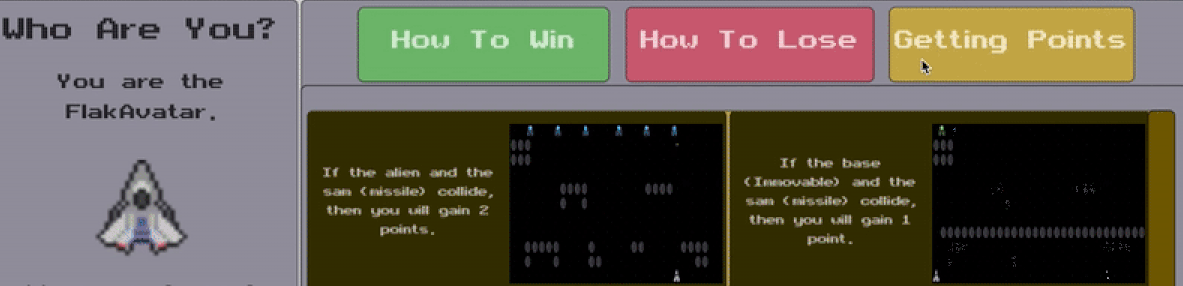 Who Are You?
You are the
FlakAvatar.
How To Win
How To Lose
Getting Points
If the alien and the
sam (missile) collide,
then you will gain 2
points.
If the base
(Immovable) and the
sam (missile) collide,
then you will gain 1
point.